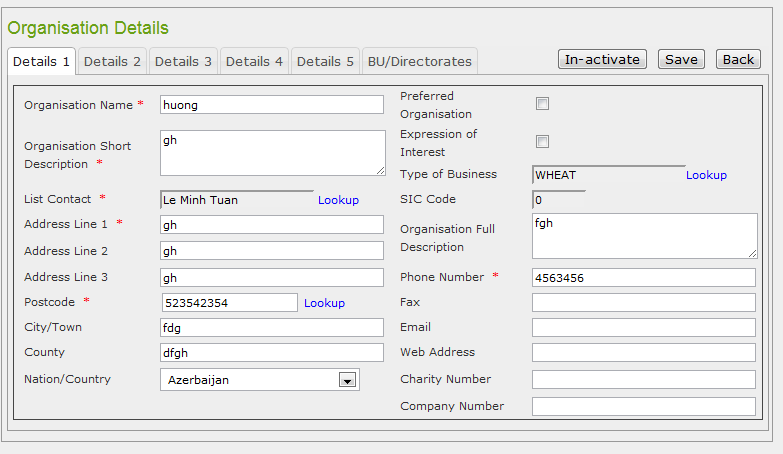 Organisation Details
Details 1 Details 2 Details 3 Details 4 Details 5 BU/Directorates In-activate Save Back
Organisation Name * huong
Organisation Short
Description * gh
List Contact * Le Minh Tuan Lookup
Address Line 1 * gh
Address Line 2 gh
Address Line 3 gh
Postcode * 523542354 Lookup
City/Town fdg
County dfgh
Nation/Country Azerbaijan
Preferred
Organisation
Expression of
Interest
Type of Business WHEAT Lookup
SIC Code 0
Organisation Full
Description fgh
Phone Number * 4563456
Fax
Email
Web Address
Charity Number
Company Number